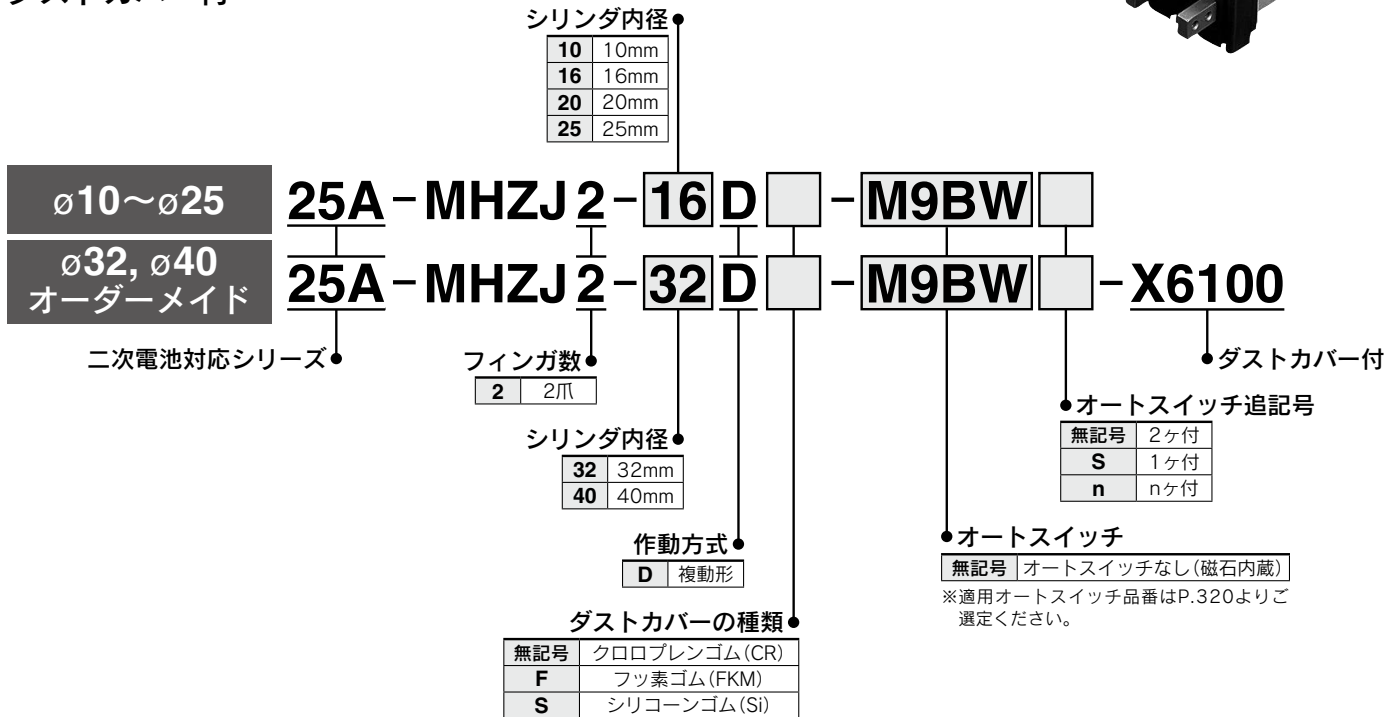 シリンダ内径
10 10mm
16 16mm
20 20mm
25 25mm
ø10～ø25
25A-MHZJ2-16D□-M9BW□
ø32, ø40
オーダーメイド
25A-MHZJ2-32D□-M9BW□-X6100
二次電池対応シリーズ
フィンガ数
2 2爪
シリンダ内径
32 32mm
40 40mm
作動方式
D 複動形
ダストカバーの種類
無記号 クロロプレンゴム(CR)
F フッ素ゴム(FKM)
S シリコーンゴム(Si)
ダストカバー付
オートスイッチ追記号
無記号 2ヶ付
S 1ヶ付
n nヶ付
オートスイッチ
無記号 オートスイッチなし(磁石内蔵)
※適用オートスイッチ品番はP.320よりご
選定ください。